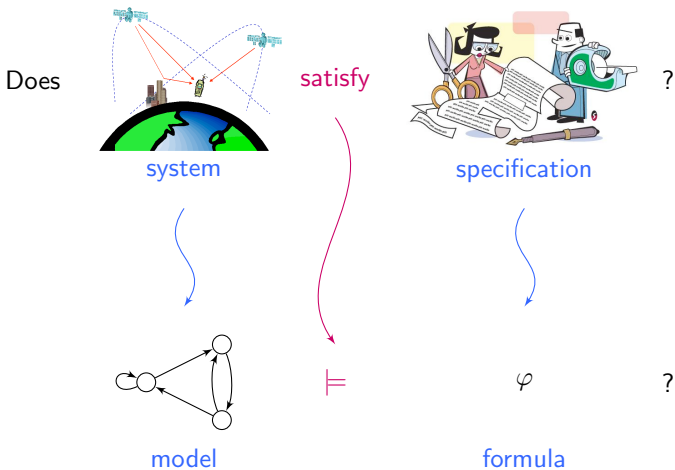 Does satisfy ?
system specification
⊨ φ ?
model formula